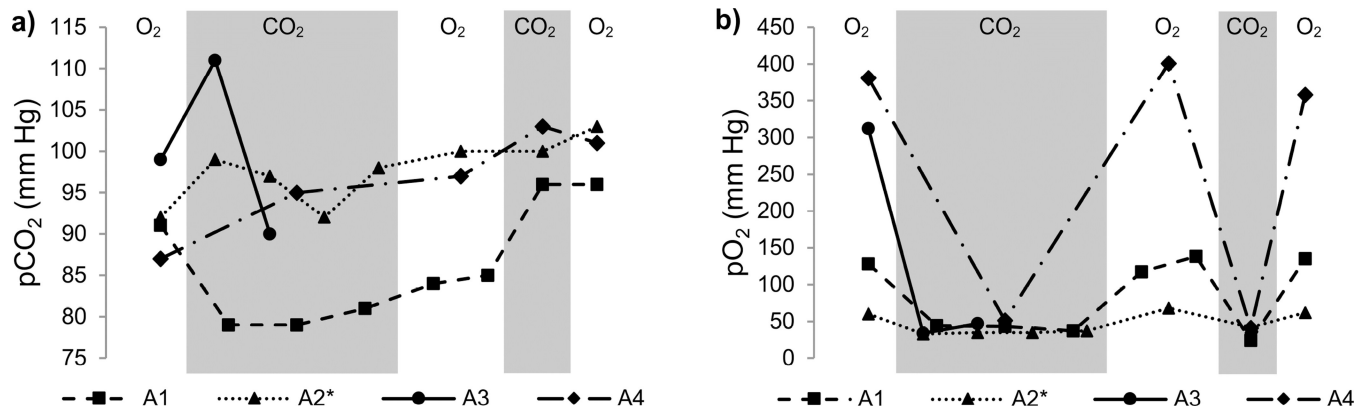 a)
O₂ CO₂ O₂ CO₂ O₂
115
110
105
100
95
90
85
80
75
pCO₂ (mm Hg)
A1 A2* A3 A4
b)
O₂ CO₂ O₂ CO₂ O₂
450
400
350
300
250
200
150
100
50
0
pO₂ (mm Hg)
A1 A2* A3 A4